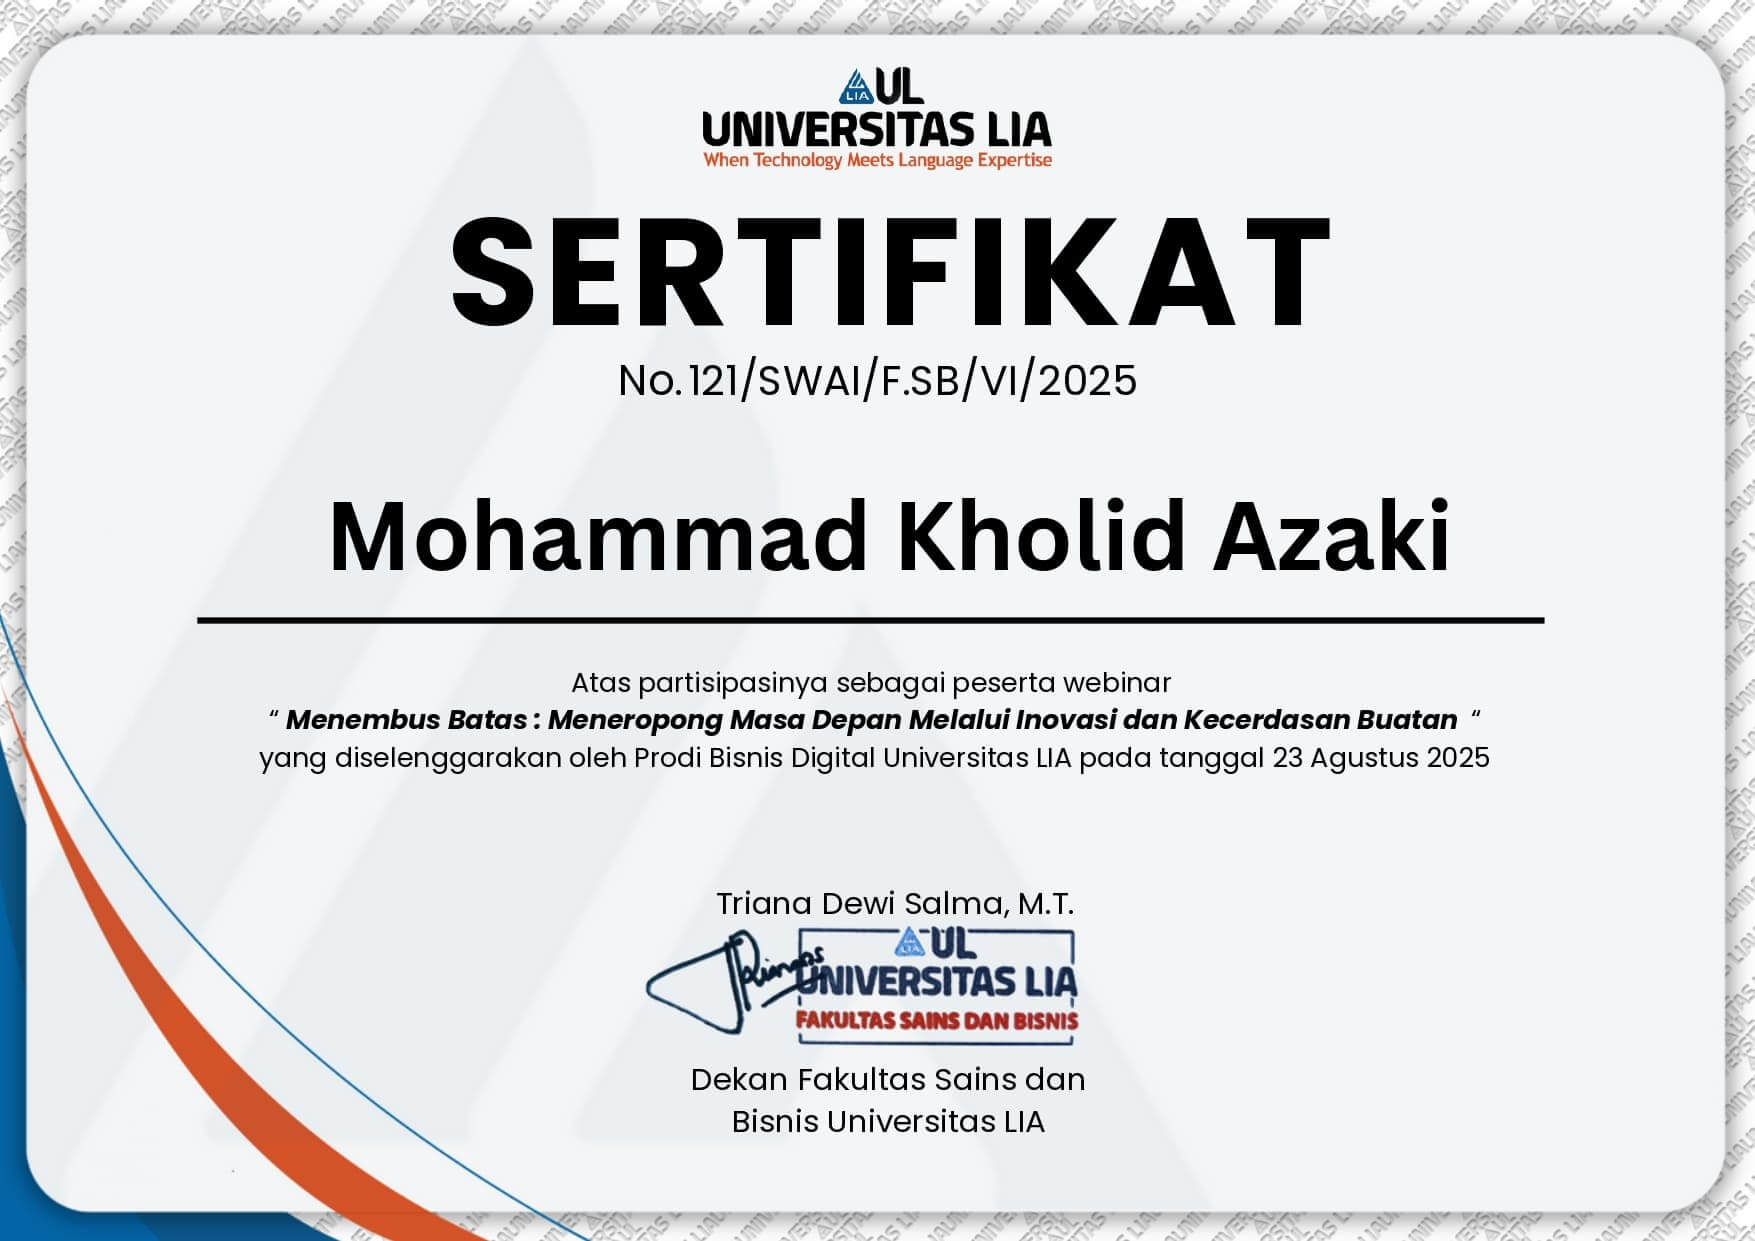 LIA UL
UNIVERSITAS LIA
When Technology Meets Language Expertise
SERTIFIKAT
No. 121/SWAI/F.SB/VI/2025
Mohammad Kholid Azaki
Atas partisipasinya sebagai peserta webinar
“ Menembus Batas : Meneropong Masa Depan Melalui Inovasi dan Kecerdasan Buatan “
yang diselenggarakan oleh Prodi Bisnis Digital Universitas LIA pada tanggal 23 Agustus 2025
Triana Dewi Salma, M.T.
LIA UL
UNIVERSITAS LIA
FAKULTAS SAINS DAN BISNIS
Dekan Fakultas Sains dan
Bisnis Universitas LIA